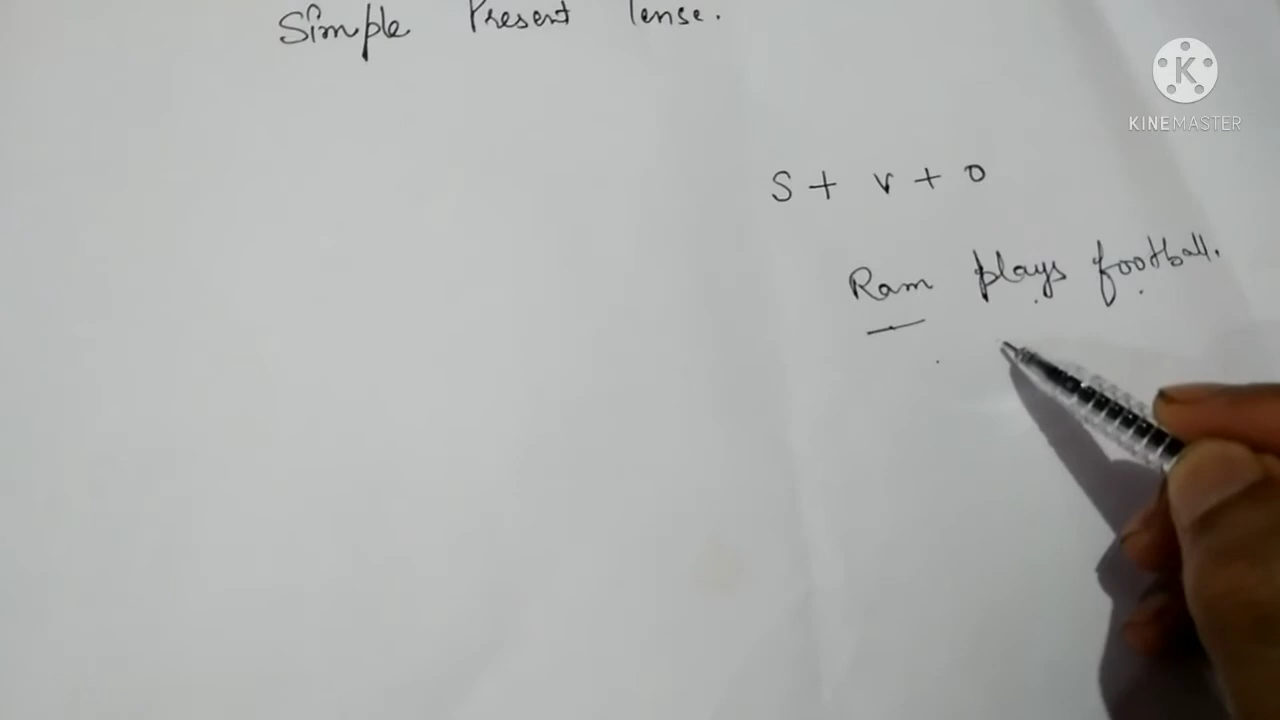 Simple Present Tense.
K
KINEMASTER
S + V + O
Ram plays football.